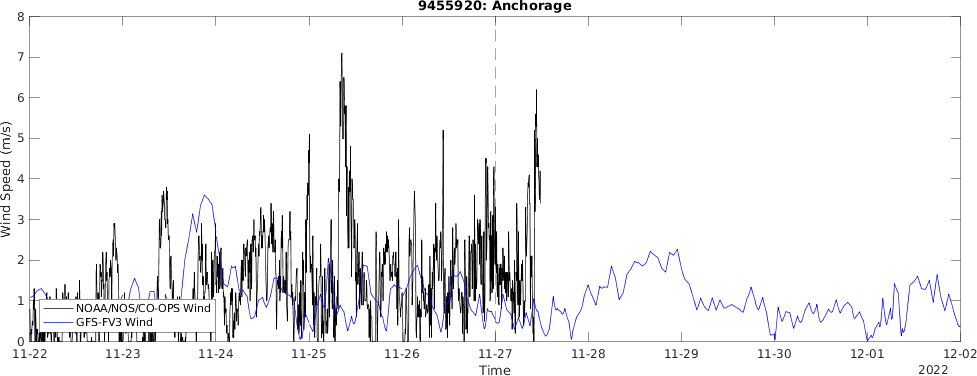 9455920: Anchorage
8
7
6
5
4
3
2
1
0
Wind Speed (m/s)
NOAA/NOS/CO-OPS Wind
GFS-FV3 Wind
11-22 11-23 11-24 11-25 11-26 11-27 11-28 11-29 11-30 12-01 12-02
Time
2022